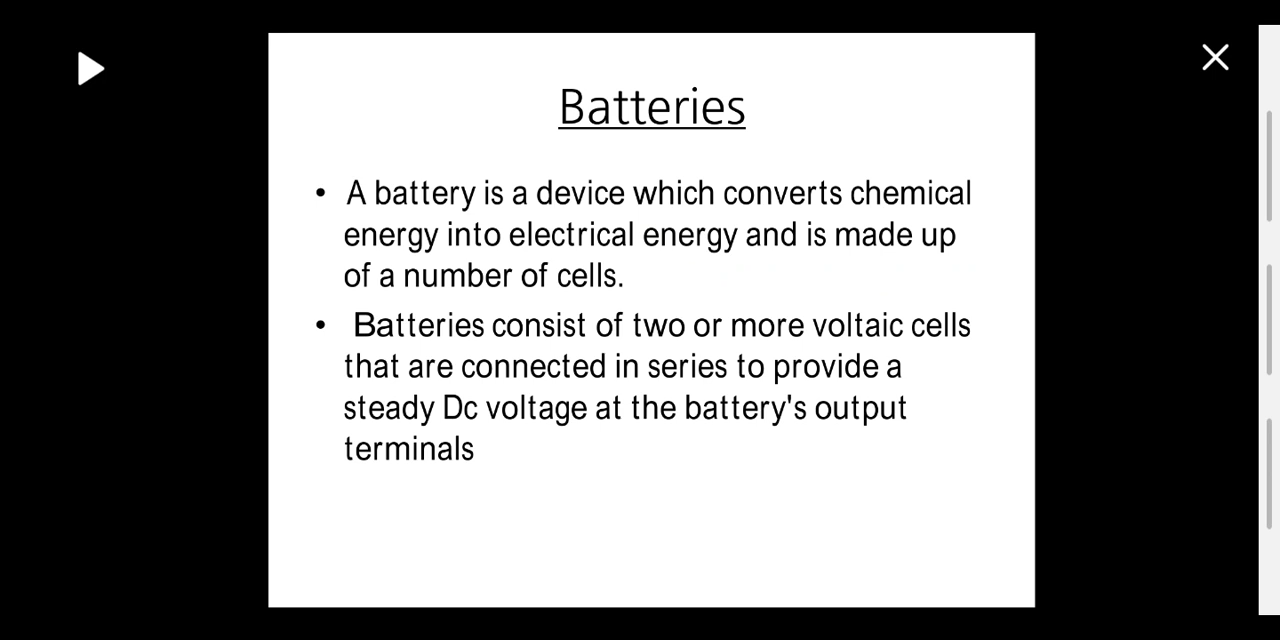 Batteries
• A battery is a device which converts chemical
energy into electrical energy and is made up
of a number of cells.
• Batteries consist of two or more voltaic cells
that are connected in series to provide a
steady Dc voltage at the battery's output
terminals